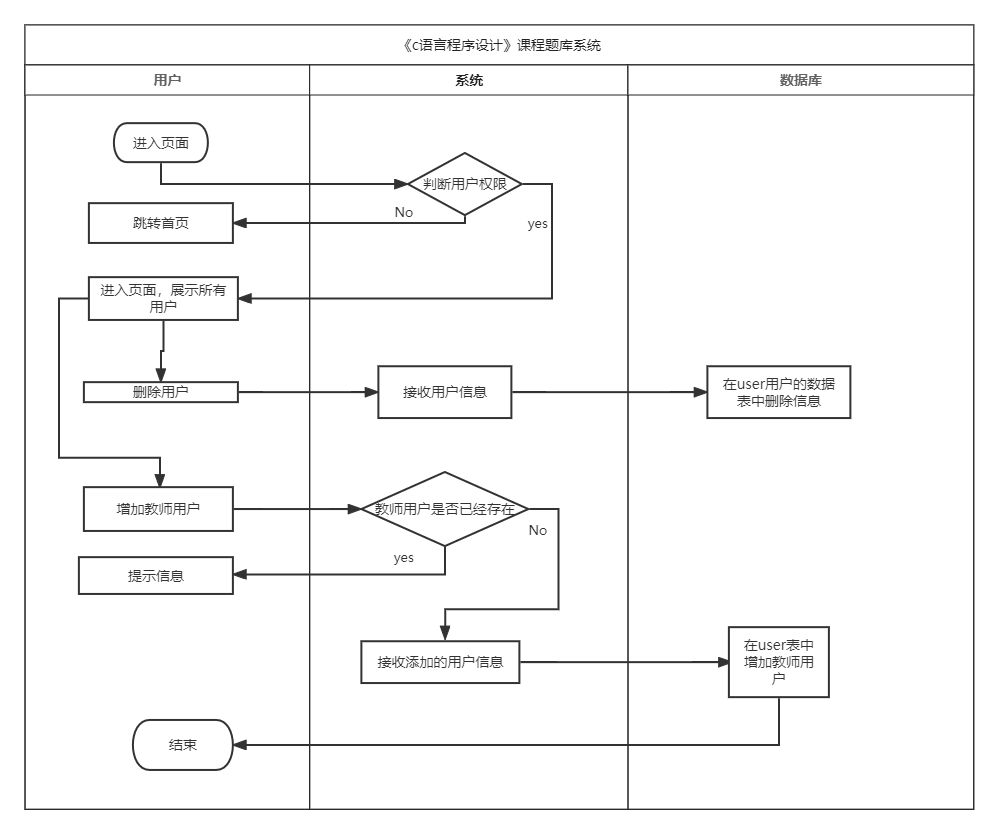 《c语言程序设计》课程题库系统
用户
系统
数据库
进入页面
判断用户权限
No
yes
跳转首页
进入页面，展示所有
用户
删除用户
接收用户信息
在user用户的数据
表中删除信息
增加教师用户
教师用户是否已经存在
No
yes
提示信息
接收添加的用户信息
在user表中
增加教师用
户
结束